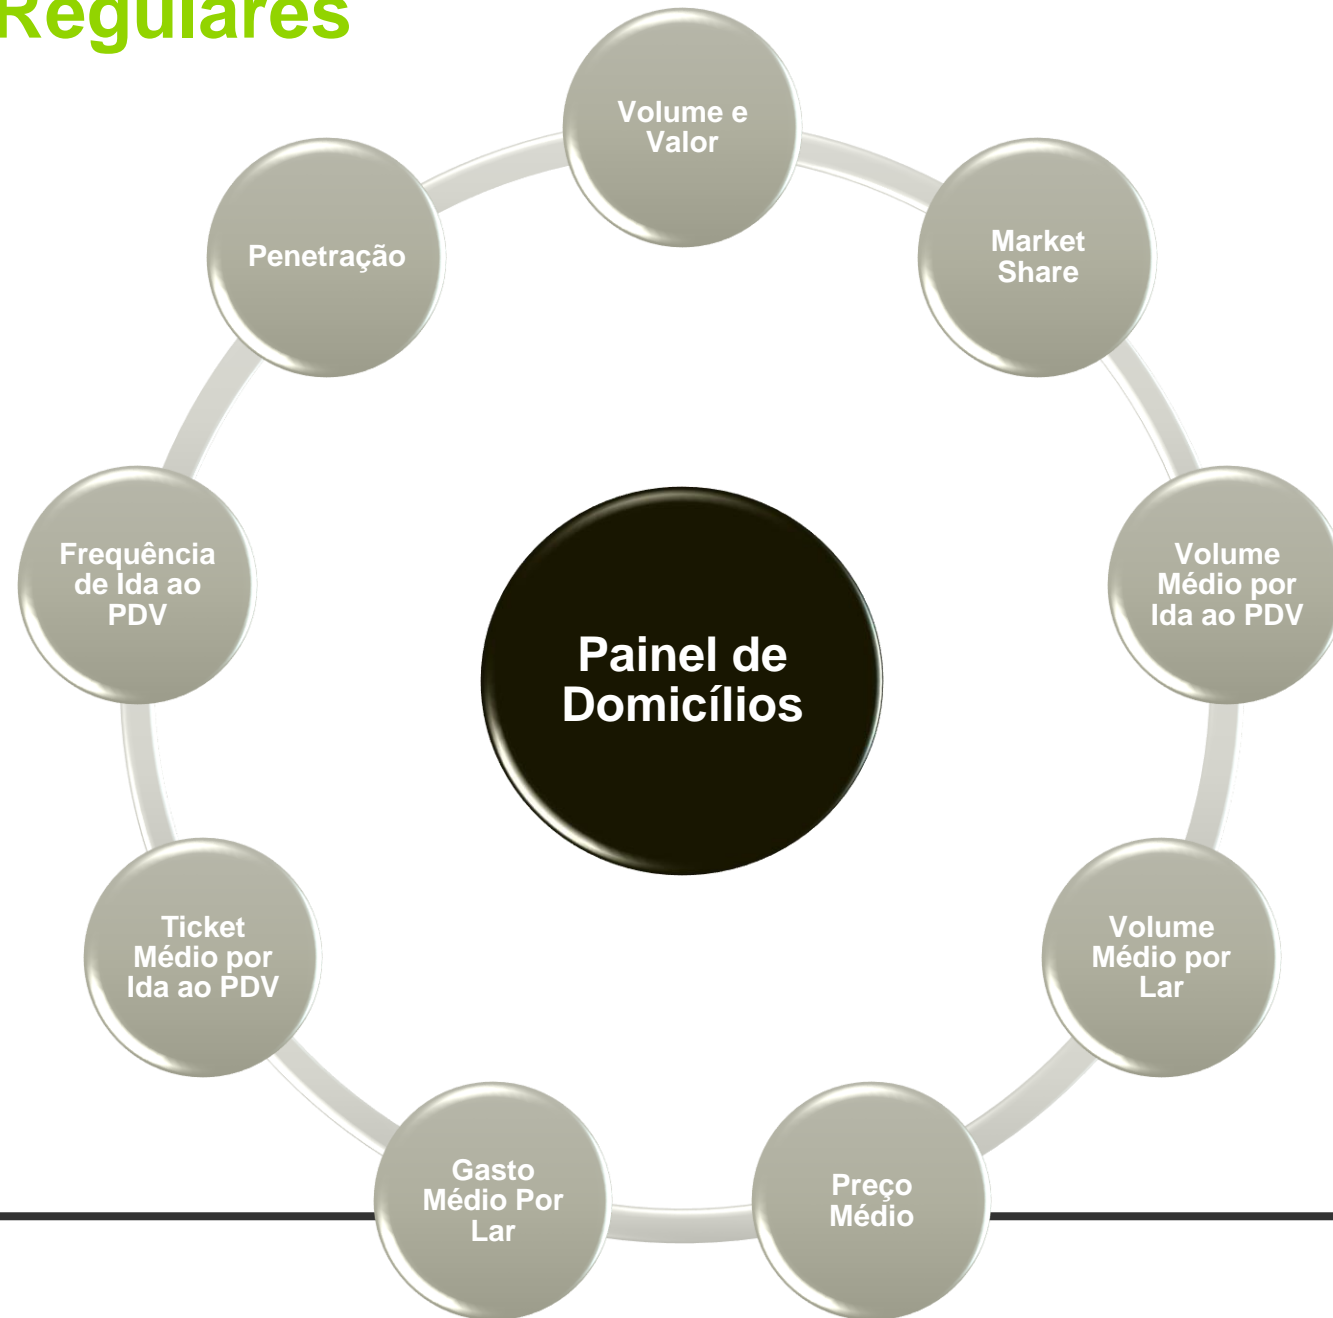 Regulares
Volume e
Valor
Market
Share
Volume
Médio por
Ida ao PDV
Volume
Médio por
Lar
Preço
Médio
Gasto
Médio Por
Lar
Ticket
Médio por
Ida ao PDV
Frequência
de Ida ao
PDV
Penetração
Painel de
Domicílios